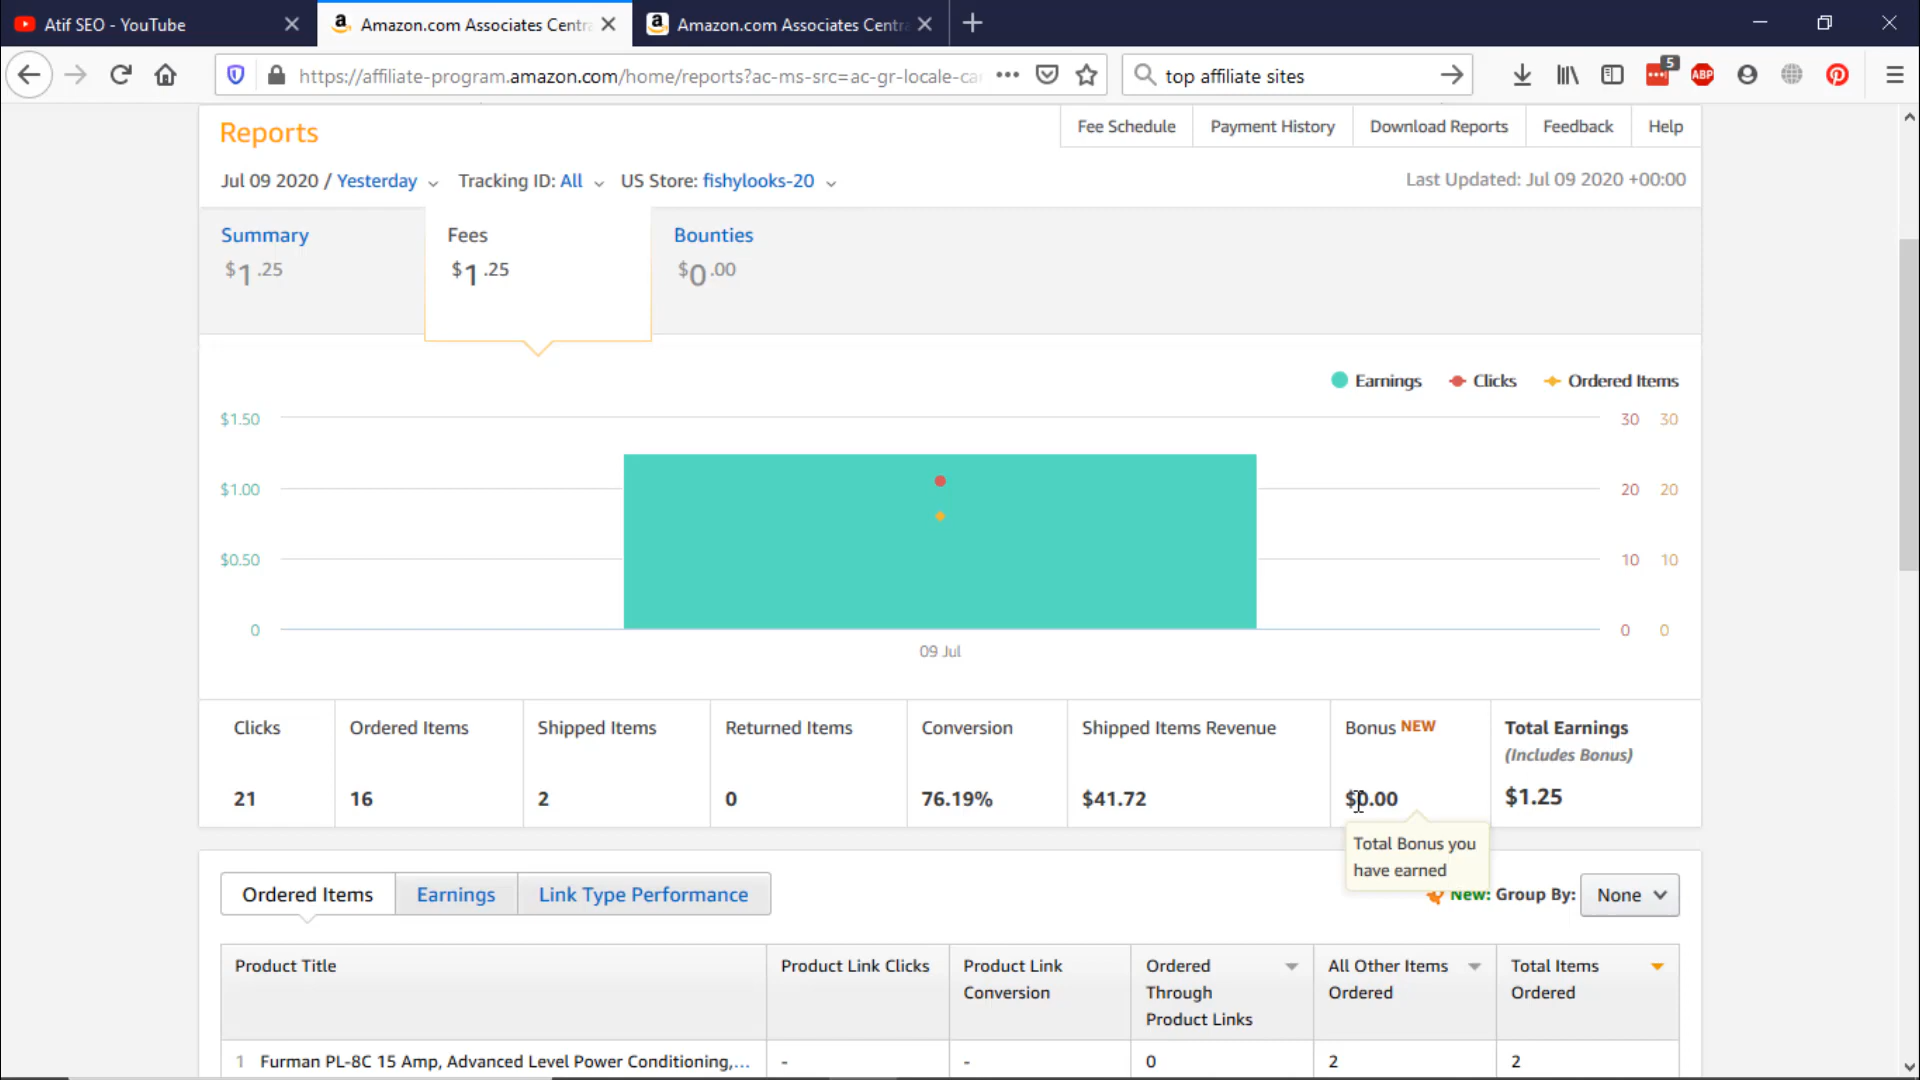 Atif SEO - YouTube
Amazon.com Associates Centr
Amazon.com Associates Centr
https://affiliate-program.amazon.com/home/reports?ac-ms-src=ac-gr-locale-ca
top affiliate sites
5
ABP
Reports
Fee Schedule
Payment History
Download Reports
Feedback
Help
Jul 09 2020 / Yesterday
Tracking ID: All
US Store: fishylooks-20
Last Updated: Jul 09 2020 +00:00
Summary
$1.25
Fees
$1.25
Bounties
$0.00
Earnings
Clicks
Ordered Items
$1.50
30 30
$1.00
20 20
$0.50
10 10
0
0 0
09 Jul
Clicks
21
Ordered Items
16
Shipped Items
2
Returned Items
0
Conversion
76.19%
Shipped Items Revenue
$41.72
Bonus NEW
$0.00
Total Earnings
(Includes Bonus)
$1.25
Total Bonus you
have earned
Ordered Items
Earnings
Link Type Performance
New: Group By:
None
Product Title
Product Link Clicks
Product Link
Conversion
Ordered
Through
Product Links
All Other Items
Ordered
Total Items
Ordered
1 Furman PL-8C 15 Amp, Advanced Level Power Conditioning,... - - 0 2 2